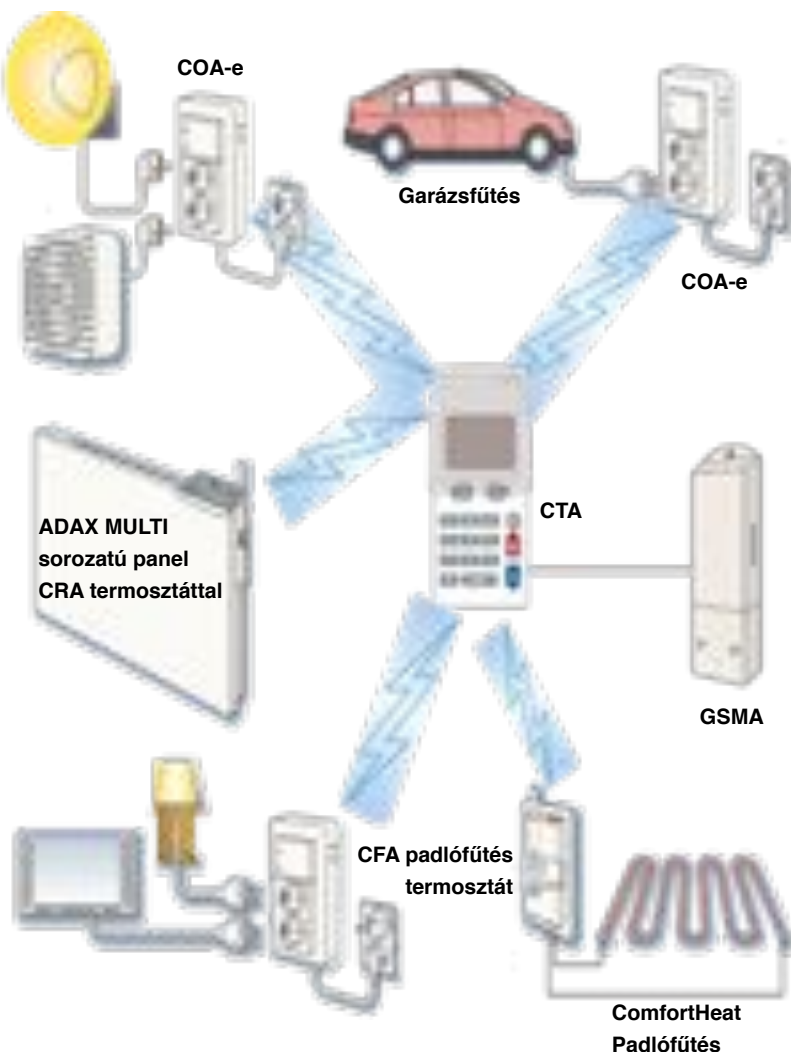 COA-e
Garázsfűtés
COA-e
ADAX MULTI
sorozatú panel
CRA termosztáttal
CTA
GSMA
CFA padlófűtés
termosztát
ComfortHeat
Padlófűtés